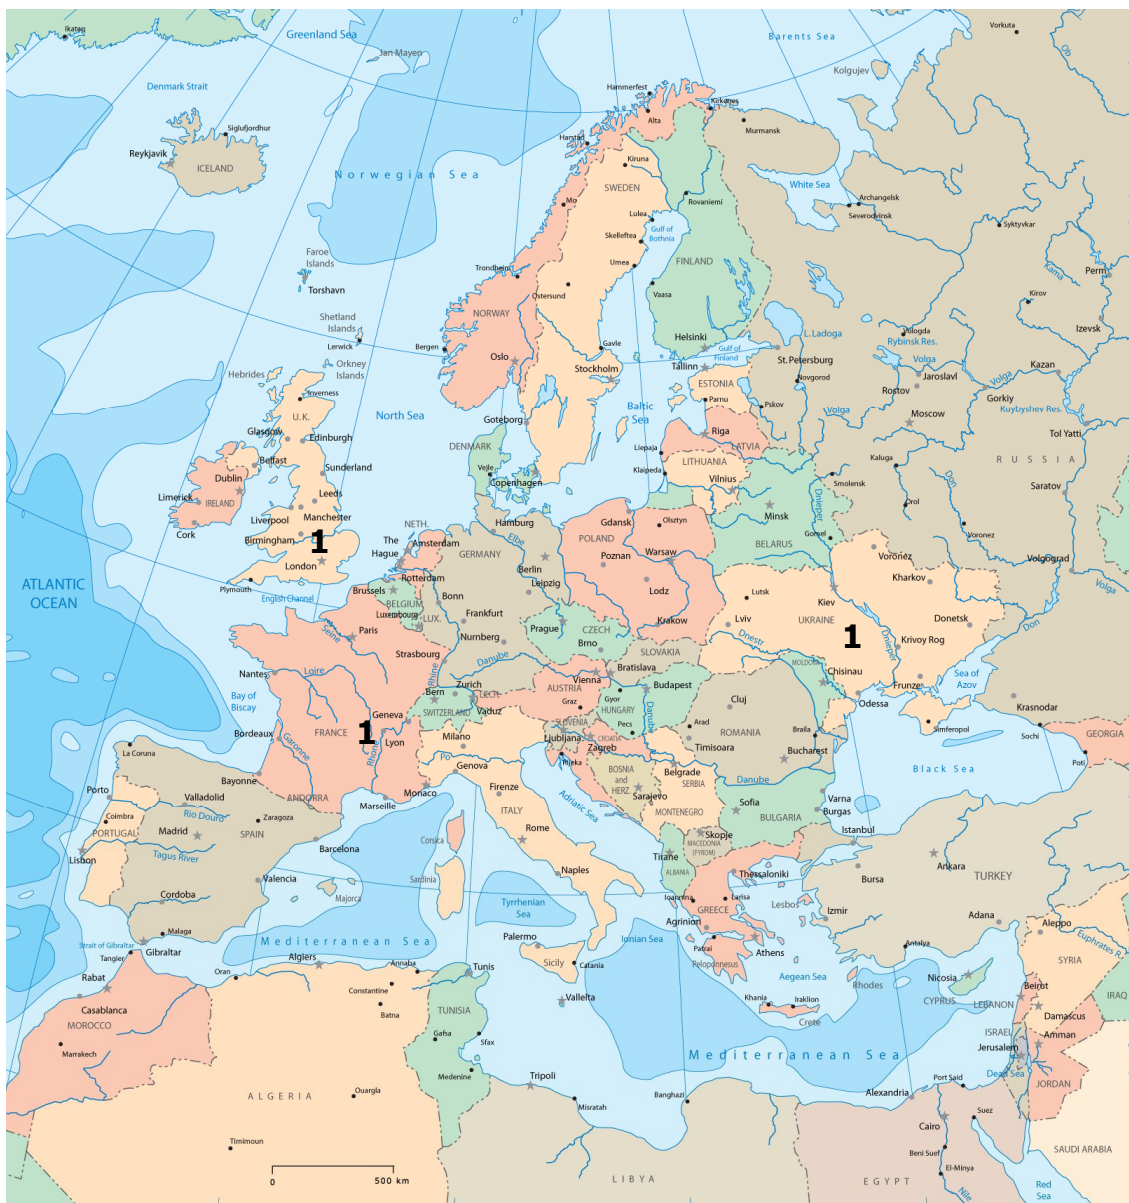 Ikateq
Greenland Sea
Jan Mayen
Barents Sea
Vorkuta
Ob
Kolgujev
Denmark Strait
Hammerfest
Alta
Kirkenes
Murmansk
Siglufjordhur
Reykjavik
ICELAND
Harstad
Norwegian Sea
Kiruna
SWEDEN
White Sea
Archangelsk
Severodvinsk
Mo
Rovaniemi
Lulea
Gulf of
Bothnia
Skelleftea
Syktyvkar
Faroe
Islands
Torshavn
Trondheim
Umea
FINLAND
Kama
Perm
Ostersund
Vaasa
Kirov
Shetland
Islands
Lerwick
NORWAY
Izevsk
Bergen
Oslo
Gavle
Helsinki
Gulf of
Finland
L. Ladoga
St. Petersburg
Vologda
Rybinsk Res.
Volga
Orkney
Islands
Hebrides
Stockholm
Tallinn
Novgorod
Jaroslavl
Rostov
Kazan
Volga
Gorkiy
Kuybyshev Res.
Inverness
U.K.
North Sea
Goteborg
Baltic
Sea
ESTONIA
Parnu
Pskov
Volga
Moscow
Tol Yatti
Glasgow
Edinburgh
Belfast
DENMARK
Vejle
Copenhagen
Riga
LATVIA
Liepaja
Klaipeda
LITHUANIA
Vilnius
Kaluga
RUSSIA
Smolensk
Sunderland
Dublin
IRELAND
Limerick
Cork
Leeds
Liverpool
Manchester
Birmingham
1
London
Plymouth
English Channel
Hamburg
Elbe
Gdansk
Olsztyn
Minsk
Dnieper
BELARUS
Gomel
Orol
Don
Saratov
Voronez
ATLANTIC
OCEAN
NETH.
The
Hague
Amsterdam
Rotterdam
GERMANY
Berlin
Leipzig
POLAND
Poznan
Warsaw
Lodz
Voronez
Kharkov
Volgograd
Volga
Brussels
BELGIUM
Luxembourg
LUX.
Bonn
Frankfurt
Nurnberg
Prague
CZECH
Brno
Krakow
Lutsk
Lviv
Kiev
UKRAINE
1
Dnieper
Donetsk
Krivoy Rog
Don
Paris
Seine
Strasbourg
Rhine
Danube
SLOVAKIA
Dnestr
MOLDOVA
Chisinau
Frunze
Sea of
Azov
Odessa
Nantes
Loire
Bay of
Biscay
Zurich
Bern
LECH.
Vaduz
SWITZERLAND
Geneva
Vienna
Bratislava
AUSTRIA
Graz
Budapest
Gyor
HUNGARY
Pecs
Danube
Cluj
Arad
ROMANIA
Timisoara
Braila
Bucharest
Simferopol
Krasnodar
Sochi
GEORGIA
Poti
Bordeaux
Garonne
FRANCE
1
Rhone
Lyon
Milano
Po
Genova
SLOVENIA
Ljubljana
CROATIA
Zagreb
Rijeka
Black Sea
La Coruna
Bayonne
ANDORRA
Marseille
Monaco
Firenze
ITALY
Adriatic Sea
BOSNIA
and
HERZ.
Sarajevo
Belgrade
SERBIA
MONTENEGRO
Danube
Sofia
BULGARIA
Varna
Burgas
Porto
Coimbra
PORTUGAL
Lisbon
Valladolid
Rio Douro
Madrid
SPAIN
Zaragoza
Tagus River
Barcelona
Corsica
Rome
Naples
Skopje
MACEDONIA
(FYROM)
Tirane
ALBANIA
Istanbul
Bursa
Ankara
TURKEY
Cordoba
Valencia
Majorca
Sardinia
Thessaloniki
Ioannina
Larisa
GREECE
Lesbos
Izmir
Adana
Aleppo
Euphrates R.
Malaga
Strait of Gibraltar
Gibraltar
Tangier
Mediterranean Sea
Tyrrhenian
Sea
Palermo
Sicily
Catania
Ionian Sea
Agrinion
Patrai
Peloponnesus
Athens
Aegean Sea
Antalya
SYRIA
Rabat
Casablanca
MOROCCO
Marrakech
Oran
Algiers
Annaba
Constantine
Batna
Tunis
TUNISIA
Gafsa
Sfax
Medenine
Valletta
Khania
Iraklion
Crete
Rhodes
Nicosia
CYPRUS
LEBANON
Beirut
Damascus
IRAQ
ISRAEL
Jerusalem
Amman
Dead Sea
JORDAN
Mediterranean Sea
ALGERIA
Ouargla
Timimoun
Tripoli
Misratah
Banghazi
LIBYA
Alexandria
Port Said
Suez
Cairo
Beni Suef
El-Minya
EGYPT
Nile
Red
Sea
SAUDI ARABIA
0
500 km